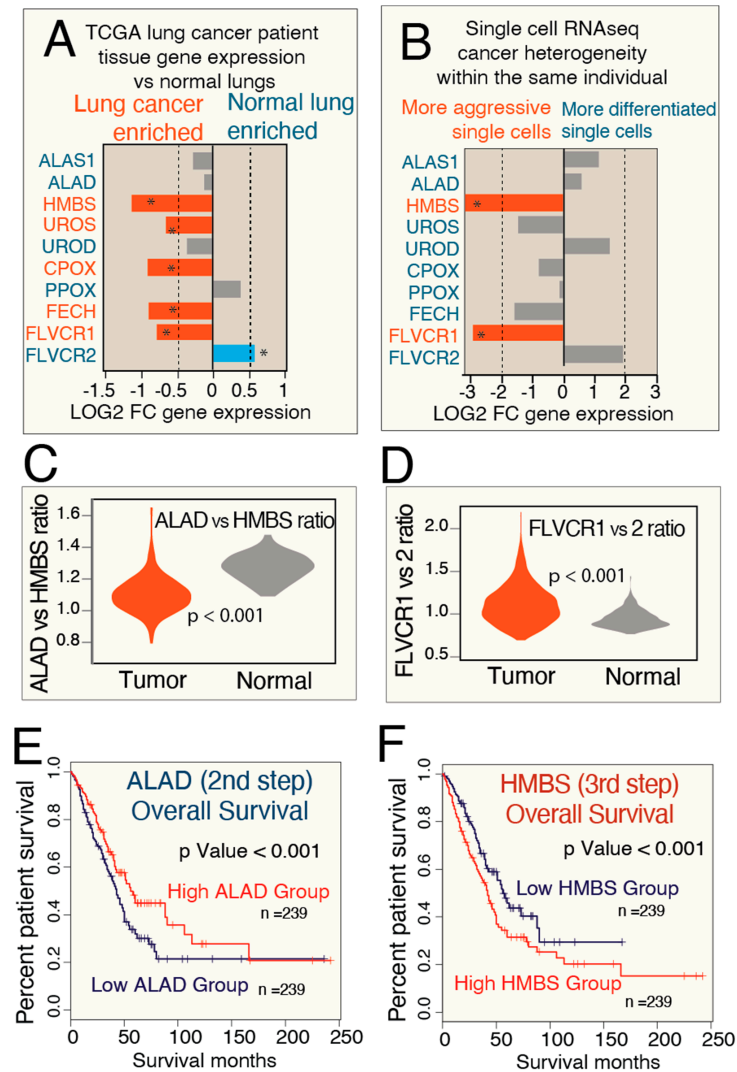 A
TCGA lung cancer patient
tissue gene expression
vs normal lungs
Lung cancer
enriched
Normal lung
enriched
ALAS1
ALAD
HMBS
*
UROS
*
UROD
CPOX
*
PPOX
FECH
*
FLVCR1
*
FLVCR2
*
-1.5 -1 -0.5 0 0.5 1
LOG2 FC gene expression
B
Single cell RNAseq
cancer heterogeneity
within the same individual
More aggressive
single cells
More differentiated
single cells
ALAS1
ALAD
HMBS
*
UROS
UROD
CPOX
PPOX
FECH
FLVCR1
*
FLVCR2
-3 -2 -1 0 1 2 3
LOG2 FC gene expression
C
ALAD vs HMBS ratio
1.6
1.4
1.2
1.0
0.8
ALAD vs HMBS ratio
p < 0.001
Tumor Normal
D
FLVCR1 vs 2 ratio
2.0
1.5
1.0
0.5
FLVCR1 vs 2 ratio
p < 0.001
Tumor Normal
E
Percent patient survival
1.0
0.8
0.6
0.4
0.2
0.0
ALAD (2nd step)
Overall Survival
p Value < 0.001
High ALAD Group
n =239
Low ALAD Group n =239
0 50 100 150 200 250
Survival months
F
Percent patient survival
1.0
0.8
0.6
0.4
0.2
0.0
HMBS (3rd step)
Overall Survival
p Value < 0.001
Low HMBS Group
n =239
High HMBS Group
n =239
0 50 100 150 200 250
Survival months